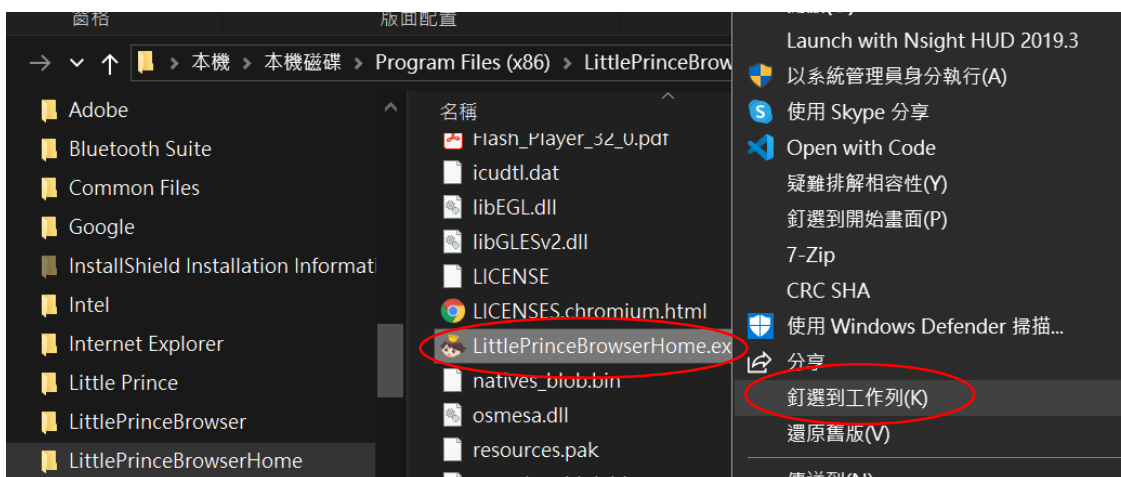 窗格
版面配置
本機 > 本機磁碟 > Program Files (x86) > LittlePrinceBrow
Adobe
Bluetooth Suite
Common Files
Google
InstallShield Installation Informati
Intel
Internet Explorer
Little Prince
LittlePrinceBrowser
LittlePrinceBrowserHome
名稱
Flash_Player_32_0.pdf
icudtl.dat
libEGL.dll
libGLESv2.dll
LICENSE
LICENSES.chromium.html
LittlePrinceBrowserHome.ex
natives_blob.bin
osmesa.dll
resources.pak
Launch with Nsight HUD 2019.3
以系統管理員身分執行(A)
使用 Skype 分享
Open with Code
疑難排解相容性(Y)
釘選到開始畫面(P)
7-Zip
CRC SHA
使用 Windows Defender 掃描...
分享
釘選到工作列(K)
還原舊版(V)
傳送到(N)